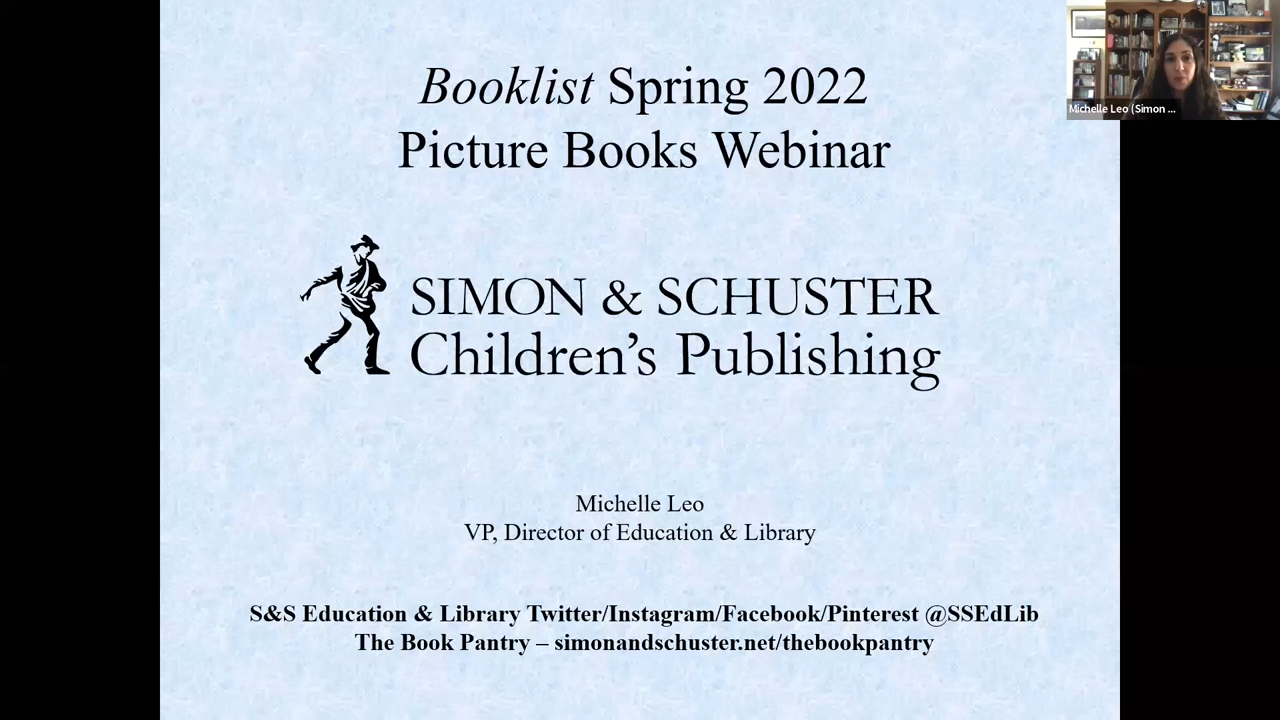 Booklist Spring 2022
Picture Books Webinar
Michelle Leo (Simon ...
SIMON & SCHUSTER
Children's Publishing
Michelle Leo
VP, Director of Education & Library
S&S Education & Library Twitter/Instagram/Facebook/Pinterest @SSEdLib
The Book Pantry – simonandschuster.net/thebookpantry